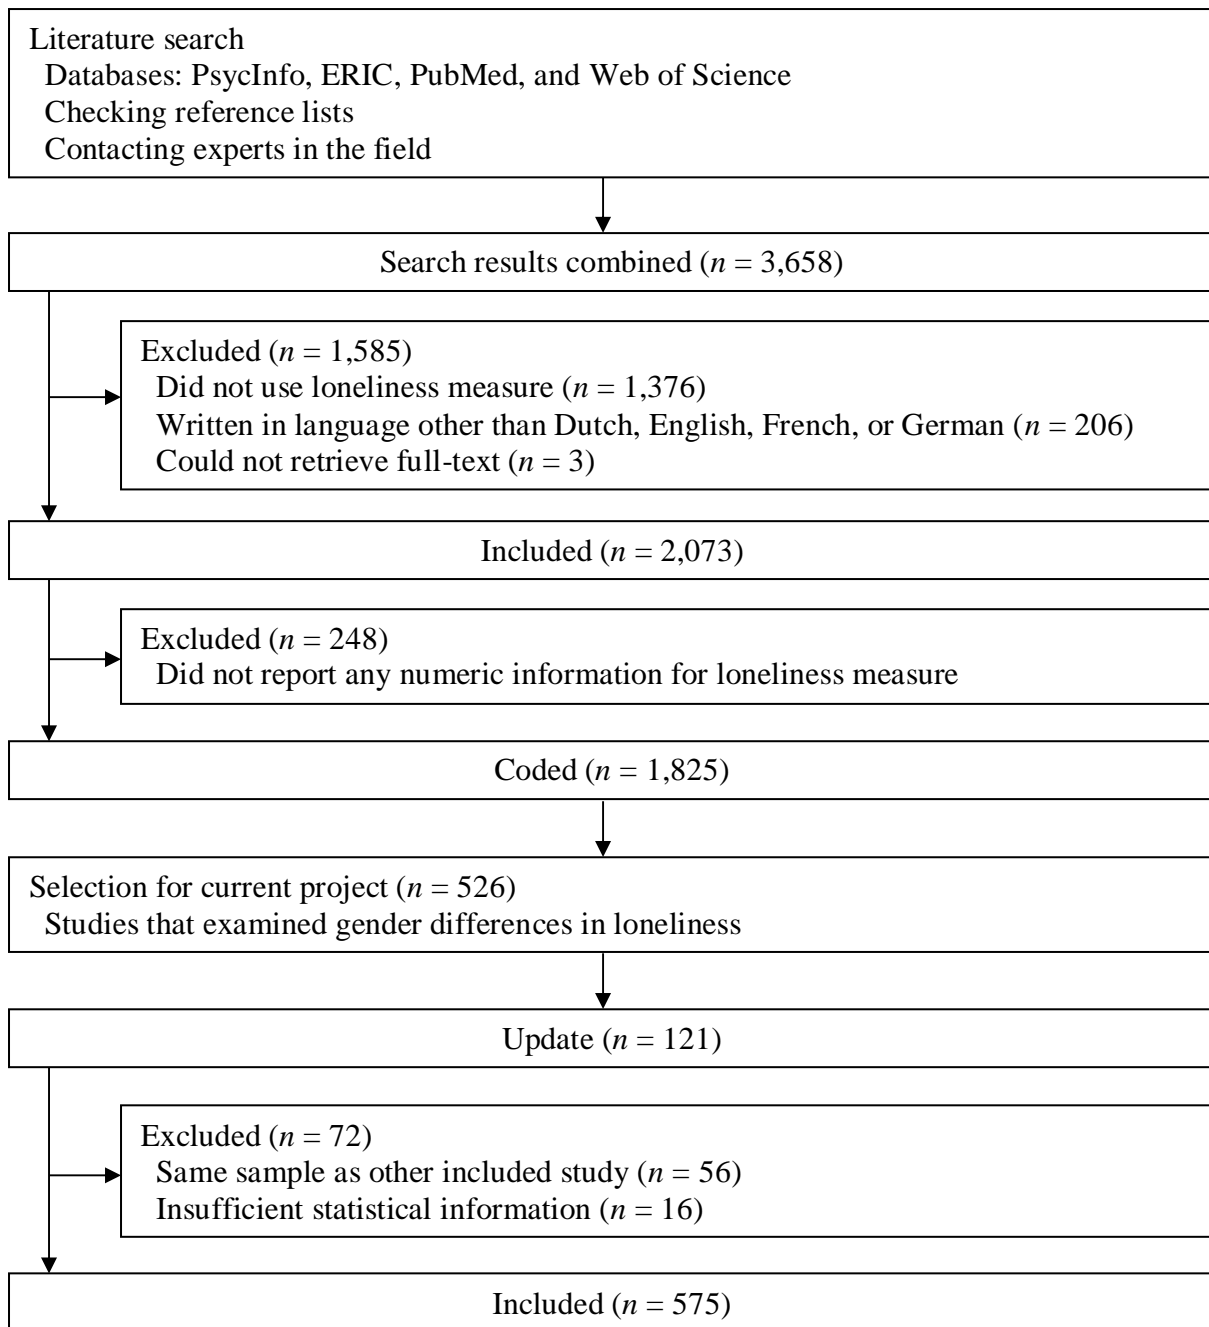 Literature search
Databases: PsycInfo, ERIC, PubMed, and Web of Science
Checking reference lists
Contacting experts in the field
Search results combined (n = 3,658)
Excluded (n = 1,585)
Did not use loneliness measure (n = 1,376)
Written in language other than Dutch, English, French, or German (n = 206)
Could not retrieve full-text (n = 3)
Included (n = 2,073)
Excluded (n = 248)
Did not report any numeric information for loneliness measure
Coded (n = 1,825)
Selection for current project (n = 526)
Studies that examined gender differences in loneliness
Update (n = 121)
Excluded (n = 72)
Same sample as other included study (n = 56)
Insufficient statistical information (n = 16)
Included (n = 575)